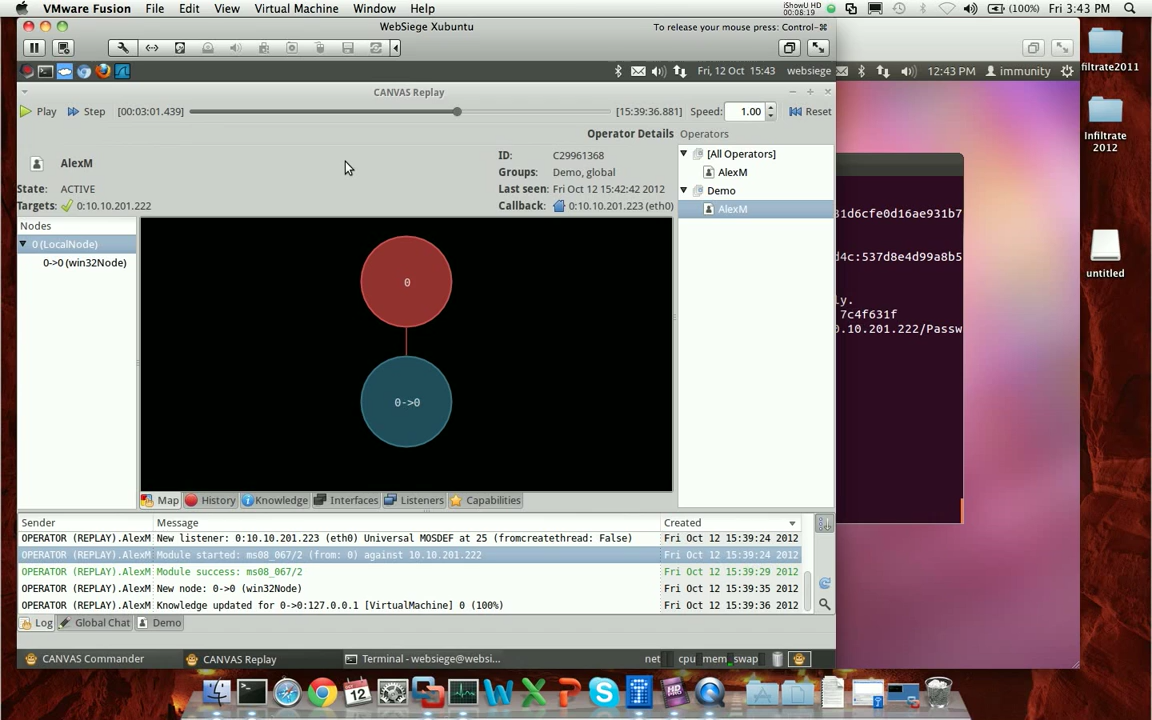 VMware Fusion File Edit View Virtual Machine Window Help iShowU HD 00:08:19 (100%) Fri 3:43 PM
WebSiege Xubuntu To release your mouse press: Control-⌘
Fri, 12 Oct 15:43 websiege 12:43 PM immunity
filtrate2011
CANVAS Replay
Play Step [00:03:01.439] [15:39:36.881] Speed: 1.00 Reset
Operator Details Operators
Infiltrate
2012
AlexM
ID: C29961368
Groups: Demo, global
State: ACTIVE Last seen: Fri Oct 12 15:42:42 2012
Targets: 0:10.10.201.222 Callback: 0:10.10.201.223 (eth0)
[All Operators]
AlexM
Demo
AlexM
Nodes
0 (LocalNode)
0->0 (win32Node)
0
0->0
31d6cfe0d16ae931b7
d4c:537d8e4d99a8b5
ly.
7c4f631f
0.10.201.222/Passw
untitled
Map History Knowledge Interfaces Listeners Capabilities
Sender Message Created
OPERATOR (REPLAY).AlexM New listener: 0:10.10.201.223 (eth0) Universal MOSDEF at 25 (fromcreatethread: False) Fri Oct 12 15:39:24 2012
OPERATOR (REPLAY).AlexM Module started: ms08_067/2 (from: 0) against 10.10.201.222 Fri Oct 12 15:39:24 2012
OPERATOR (REPLAY).AlexM Module success: ms08_067/2 Fri Oct 12 15:39:29 2012
OPERATOR (REPLAY).AlexM New node: 0->0 (win32Node) Fri Oct 12 15:39:35 2012
OPERATOR (REPLAY).AlexM Knowledge updated for 0->0:127.0.0.1 [VirtualMachine] 0 (100%) Fri Oct 12 15:39:36 2012
Log Global Chat Demo
CANVAS Commander CANVAS Replay Terminal - websiege@websi... net cpu mem swap